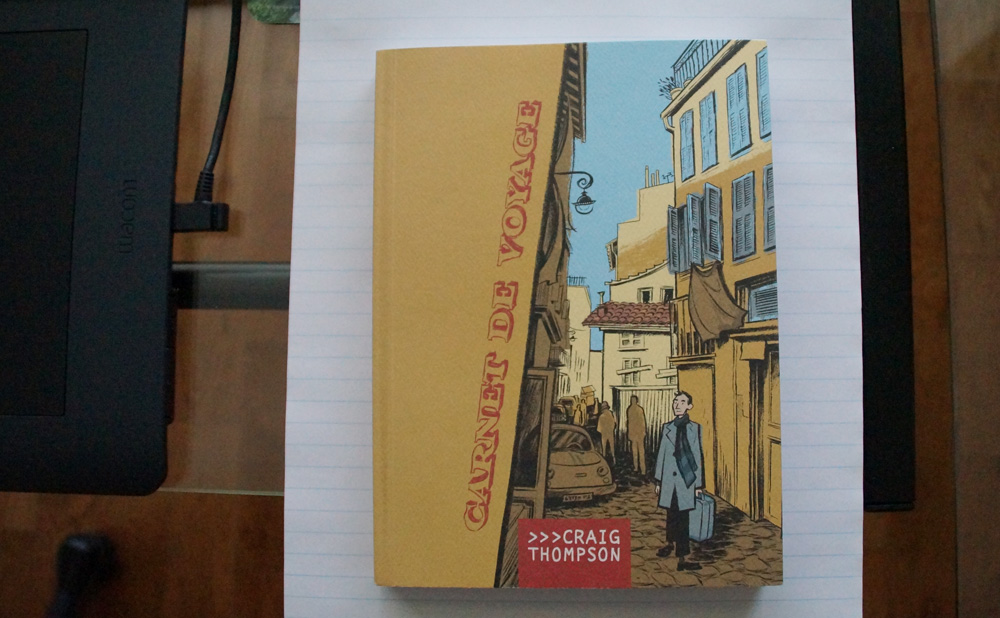 CARNET DE VOYAGE
>>>CRAIG
THOMPSON
wacom